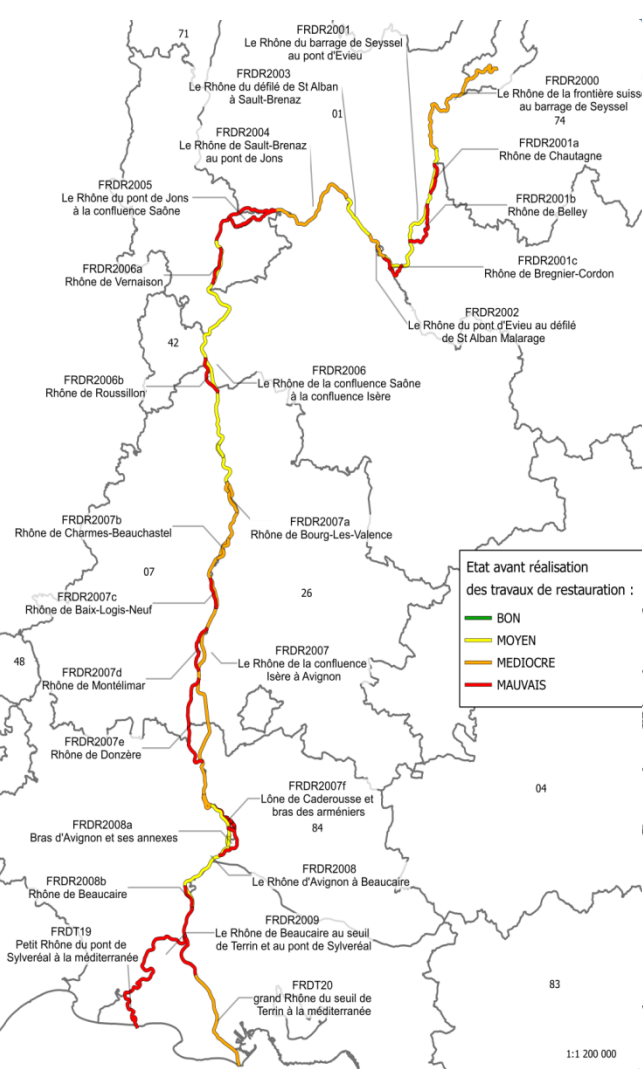 71
FRDR2001
Le Rhône du barrage de Seyssel
au pont d'Evieu
FRDR2003
Le Rhône du défilé de St Alban
à Sault-Brenaz
01
FRDR2000
Le Rhône de la frontière suisse
au barrage de Seyssel
74
FRDR2004
Le Rhône de Sault-Brenaz
au pont de Jons
FRDR2001a
Rhône de Chautagne
FRDR2005
Le Rhône du pont de Jons
à la confluence Saône
FRDR2001b
Rhône de Belley
FRDR2006a
Rhône de Vernaison
FRDR2001c
Rhône de Bregnier-Cordon
FRDR2002
Le Rhône du pont d'Evieu au défilé
de St Alban Malarage
42
FRDR2006b
Rhône de Roussillon
FRDR2006
Le Rhône de la confluence Saône
à la confluence Isère
FRDR2007b
Rhône de Charmes-Beauchastel
FRDR2007a
Rhône de Bourg-Les-Valence
07
FRDR2007c
Rhône de Baix-Logis-Neuf
26
Etat avant réalisation
des travaux de restauration :
BON
MOYEN
MEDIOCRE
MAUVAIS
48
FRDR2007d
Rhône de Montélimar
FRDR2007
Le Rhône de la confluence
Isère à Avignon
FRDR2007e
Rhône de Donzère
FRDR2007f
Lône de Caderousse et
bras des arméniens
84
04
FRDR2008a
Bras d'Avignon et ses annexes
FRDR2008
Le Rhône d'Avignon à Beaucaire
FRDR2008b
Rhône de Beaucaire
FRDR2009
Le Rhône de Beaucaire au seuil
de Terrin et au pont de Sylveréal
FRDT19
Petit Rhône du pont de
Sylveréal à la méditerranée
FRDT20
grand Rhône du seuil de
Terrin à la méditerranée
83
1:1 200 000